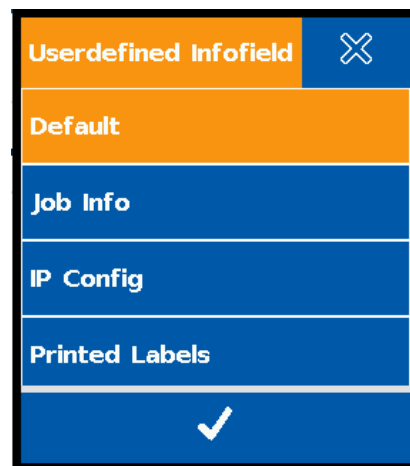 Userdefined Infofield
Default
Job Info
IP Config
Printed Labels